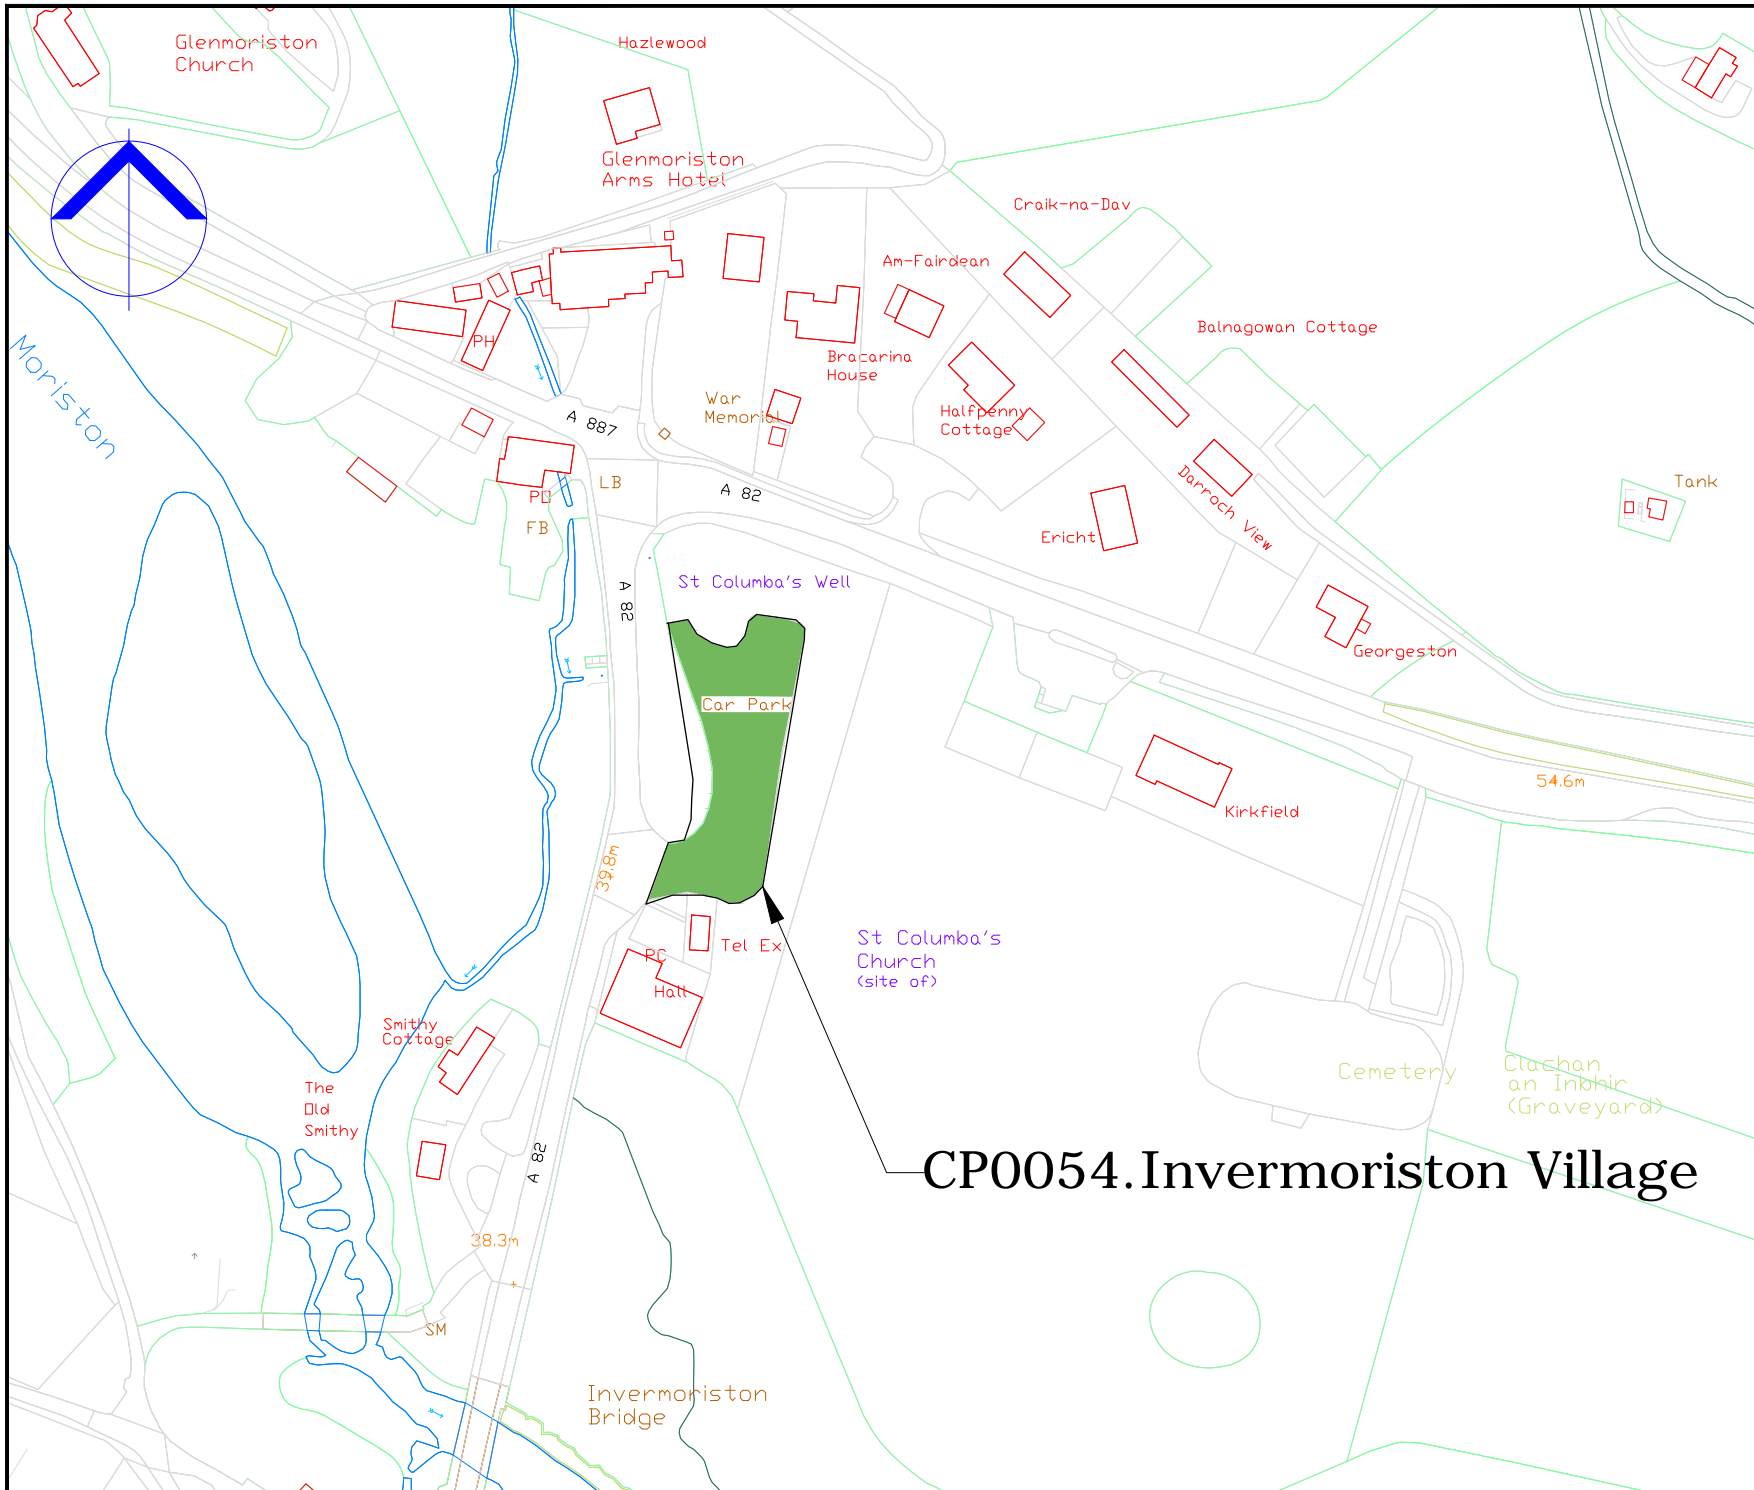 Glenmoriston
Church
Hazlewood
Glenmoriston
Arms Hotel
Craik-na-Dav
Am-Fairdean
Balnagowan Cottage
Moriston
PH
Bracarina
House
War
Memorial
Halfpenny
Cottage
A 887
A 82
LB
PO
FB
Darroch View
Tank
Ericht
A 82
St Columba's Well
Georgeston
Car Park
54.6m
Kirkfield
39.8m
St Columba's
Church
(site of)
Tel Ex
PC
Hall
Smithy
Cottage
Cemetery
Clachan
an Inbhir
(Graveyard)
The
Old
Smithy
A 82
CP0054.Invermoriston Village
38.3m
SM
Invermoriston
Bridge